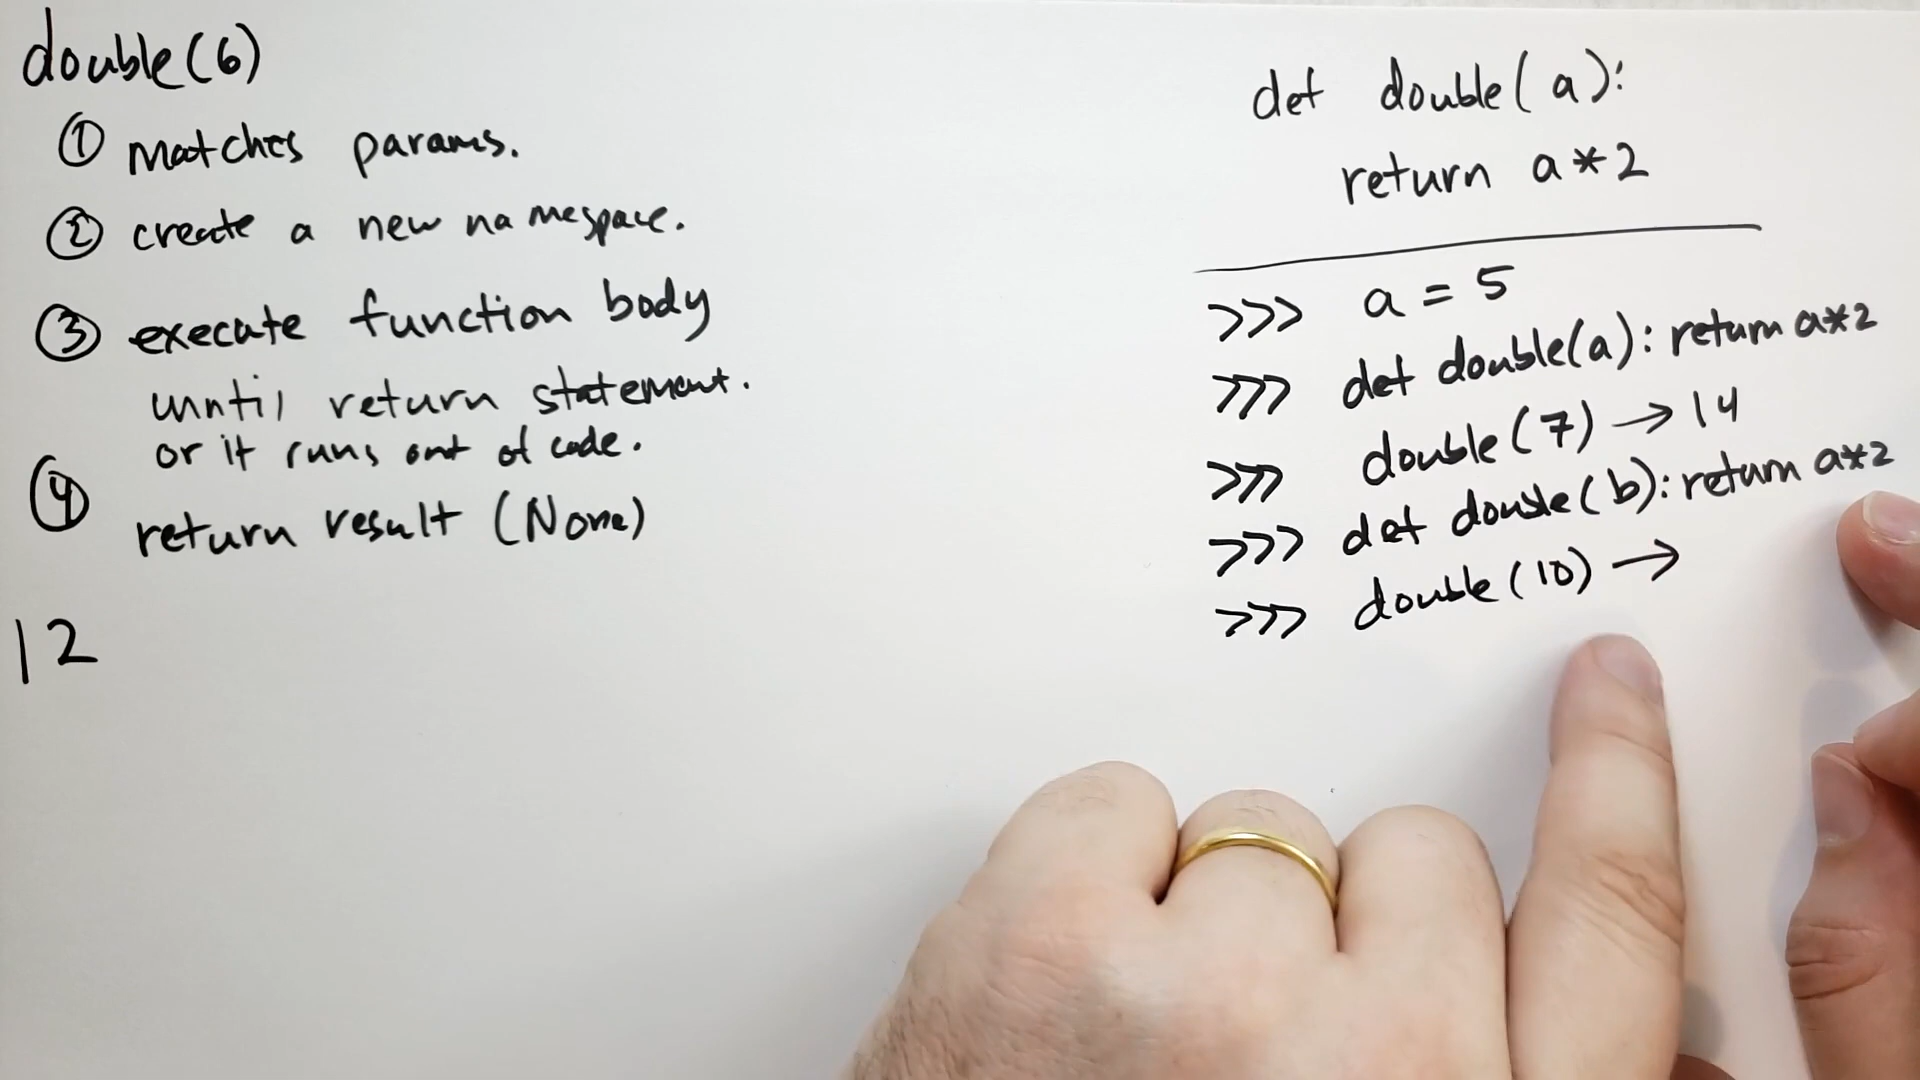 double(6)
① matches params.
② create a new namespace.
③ execute function body
unntil return statement.
or it runs out of code.
④ return result (None)
12
def double(a):
return a*2
>>> a = 5
>>> def double(a): return a*2
>>> double(7) → 14
>>> def double(b): return a*2
>>> double(10) →